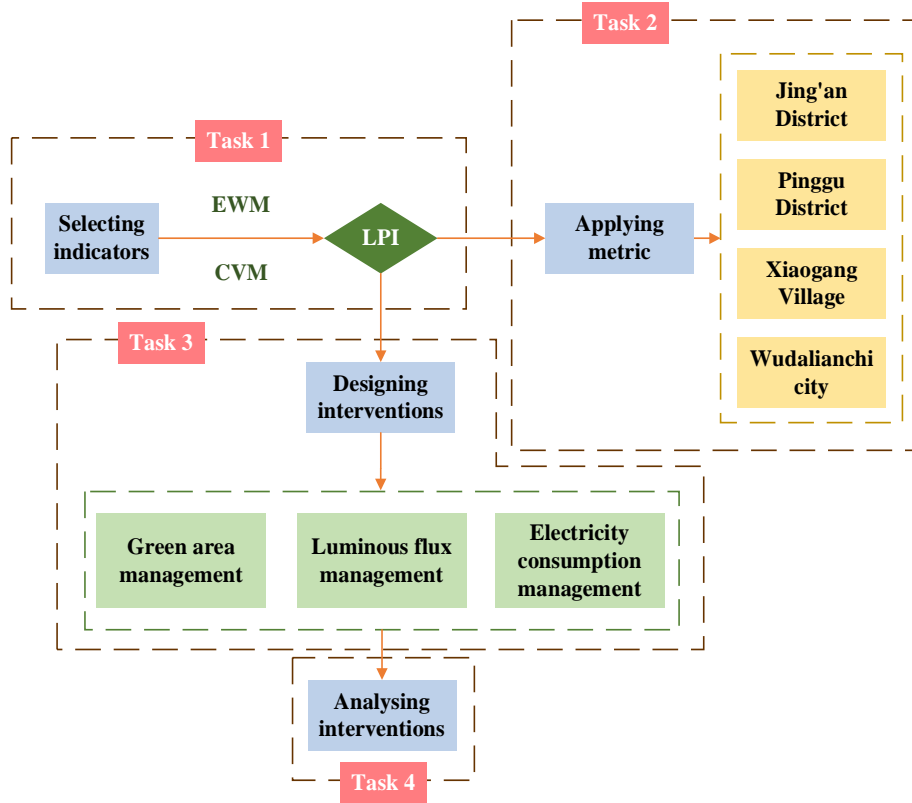 Task 1
Selecting
indicators
EWM
CVM
LPI
Task 2
Applying
metric
Jing'an
District
Pinggu
District
Xiaogang
Village
Wudalianchi
city
Task 3
Designing
interventions
Green area
management
Luminous flux
management
Electricity
consumption
management
Analysing
interventions
Task 4